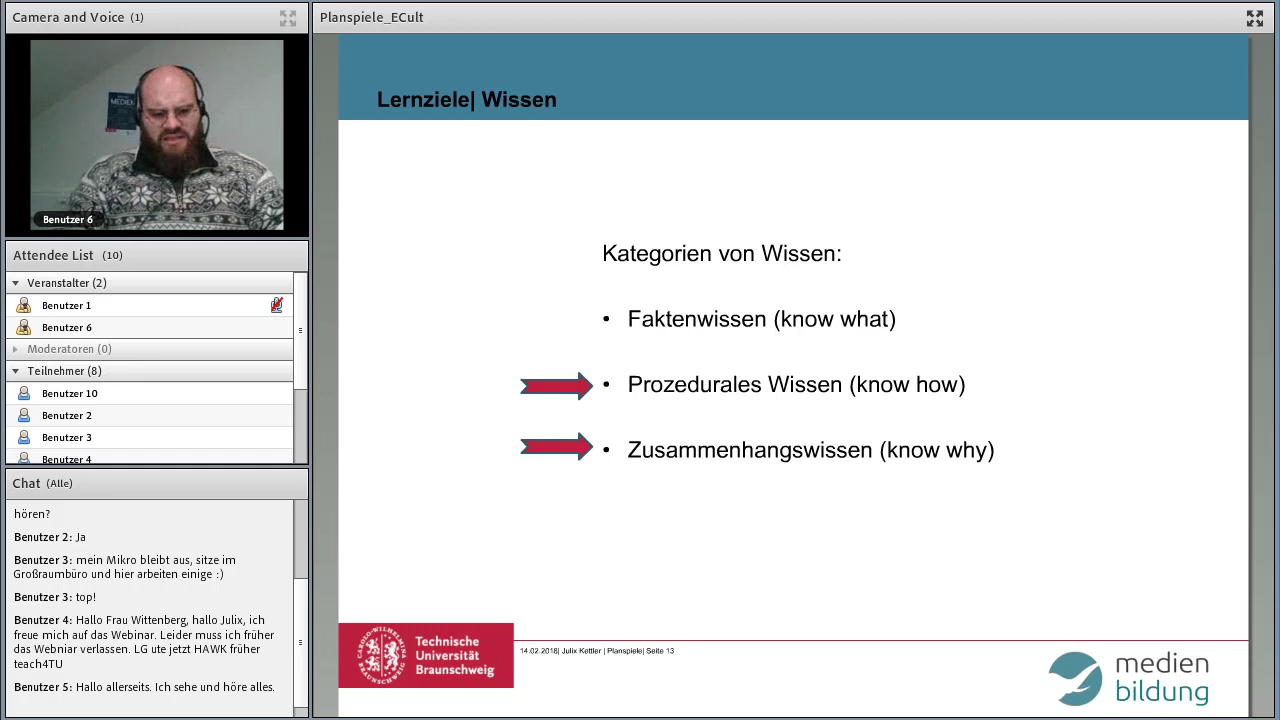 Camera and Voice (1)
MEDIEN
Benutzer 6
Attendee List (10)
Veranstalter (2)
Benutzer 1
Benutzer 6
Moderatoren (0)
Teilnehmer (8)
Benutzer 10
Benutzer 2
Benutzer 3
Benutzer 4
Chat (Alle)
hören?
Benutzer 2: Ja
Benutzer 3: mein Mikro bleibt aus, sitze im
Großraumbüro und hier arbeiten einige :)
Benutzer 3: top!
Benutzer 4: Hallo Frau Wittenberg, hallo Julix, ich
freue mich auf das Webinar. Leider muss ich früher
das Webniar verlassen. LG ute jetzt HAWK früher
teach4TU
Benutzer 5: Hallo allerseits. Ich sehe und höre alles.
Planspiele_ECult
Lernziele| Wissen
Kategorien von Wissen:
• Faktenwissen (know what)
• Prozedurales Wissen (know how)
• Zusammenhangswissen (know why)
CAROLO-WILHELMINA
BRAUNSCHWEIG
Technische
Universität
Braunschweig
14.02.2018| Julix Kettler | Planspiele| Seite 13
medien
bildung